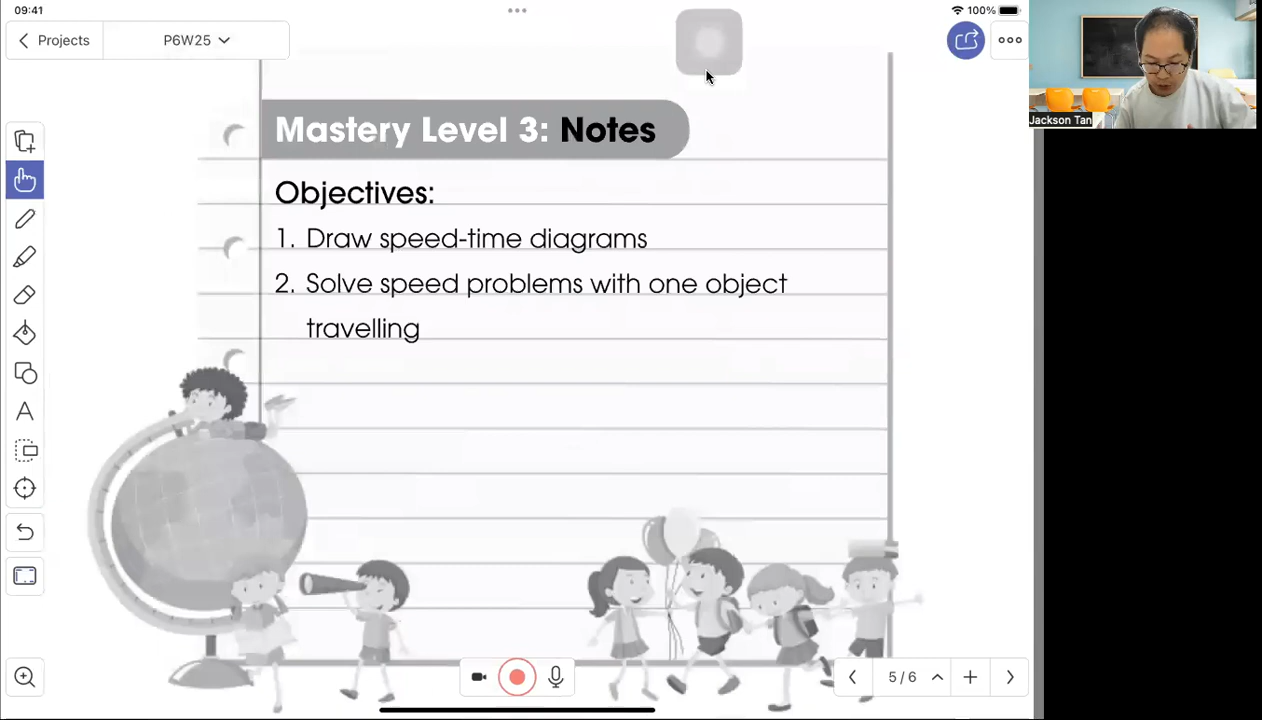 09:41
100%
Projects
P6W25
Jackson Tan
Mastery Level 3: Notes
Objectives:
1. Draw speed-time diagrams
2. Solve speed problems with one object
travelling
A
5/6